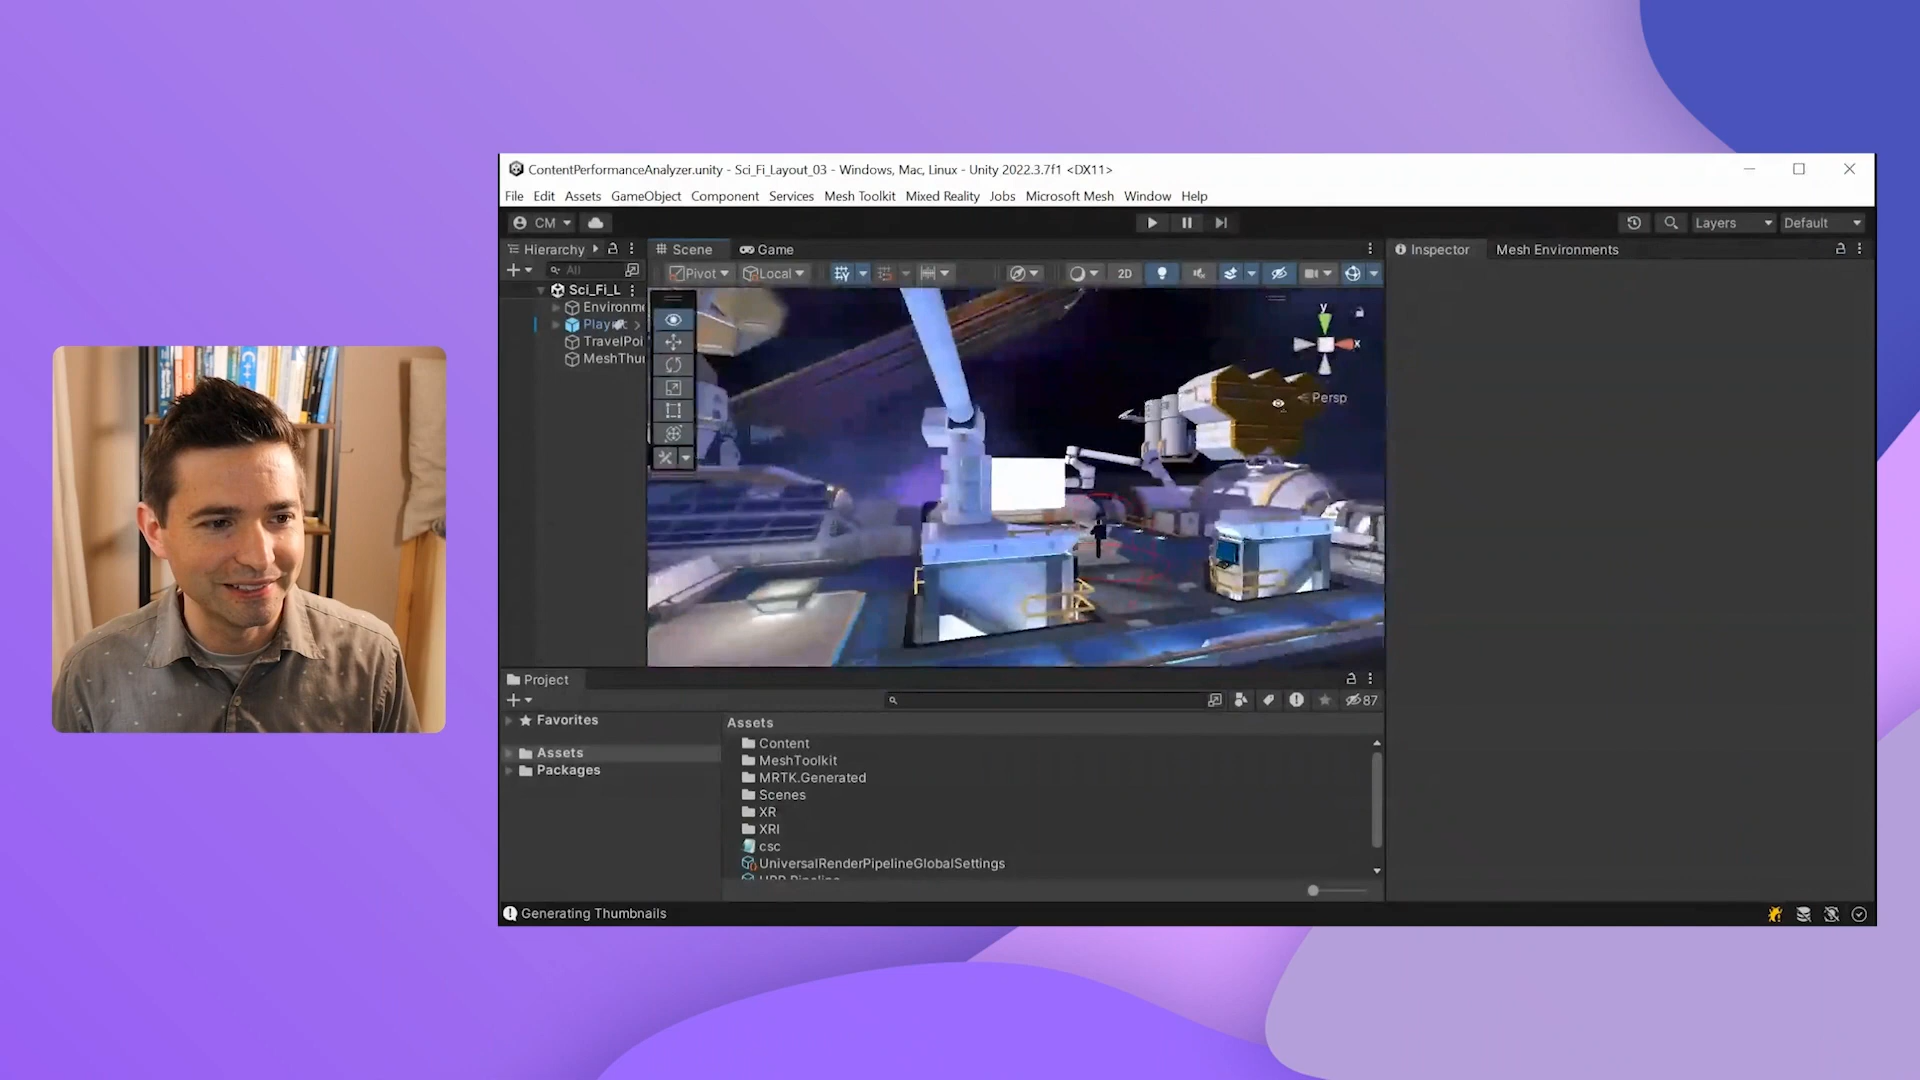 ContentPerformanceAnalyzer.unity - Sci_Fi_Layout_03 - Windows, Mac, Linux - Unity 2022.3.7f1 <DX11>
File Edit Assets GameObject Component Services Mesh Toolkit Mixed Reality Jobs Microsoft Mesh Window Help
CM Layers Default
Hierarchy Scene Game Inspector Mesh Environments
All Pivot Local 2D
Sci_Fi_L
Environme
TravelPoi
MeshThu
y
x
Persp
Project
87
Favorites
Assets
Packages
Assets
Content
MeshToolkit
MRTK.Generated
Scenes
XR
XRI
csc
UniversalRenderPipelineGlobalSettings
Generating Thumbnails
C++